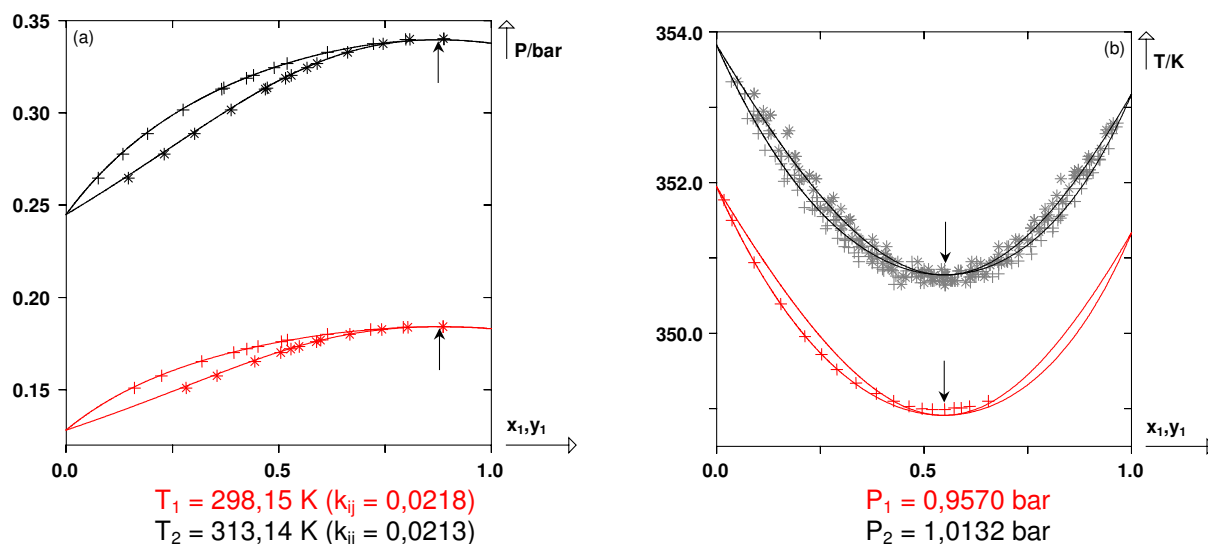 0.35
(a)
P/bar
0.30
0.25
0.20
0.15
x₁,y₁
0.0
0.5
1.0
T₁ = 298,15 K (kᵢⱼ = 0,0218)
T₂ = 313,14 K (kᵢⱼ = 0,0213)
354.0
(b)
T/K
352.0
350.0
x₁,y₁
0.0
0.5
1.0
P₁ = 0,9570 bar
P₂ = 1,0132 bar